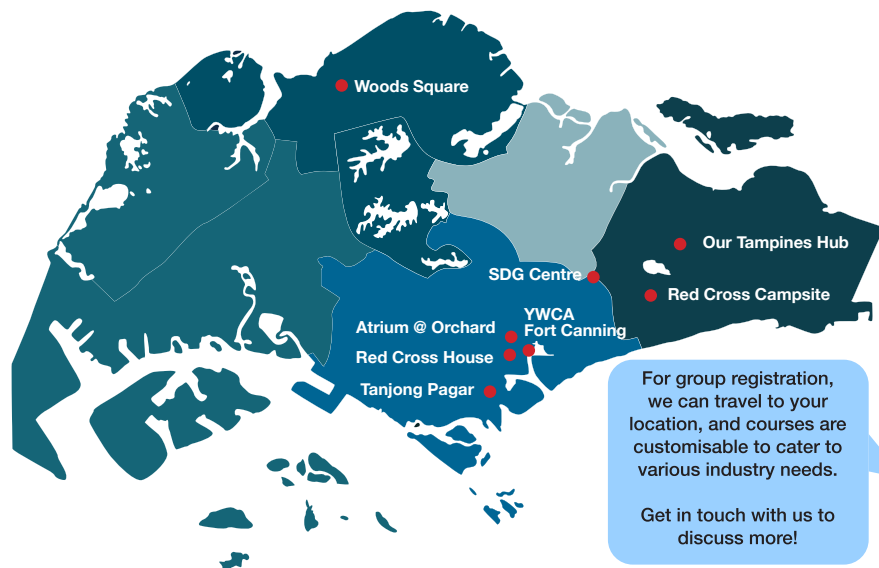 Woods Square
Our Tampines Hub
SDG Centre
Red Cross Campsite
YWCA
Fort Canning
Atrium @ Orchard
Red Cross House
Tanjong Pagar
For group registration,
we can travel to your
location, and courses are
customisable to cater to
various industry needs.
Get in touch with us to
discuss more!